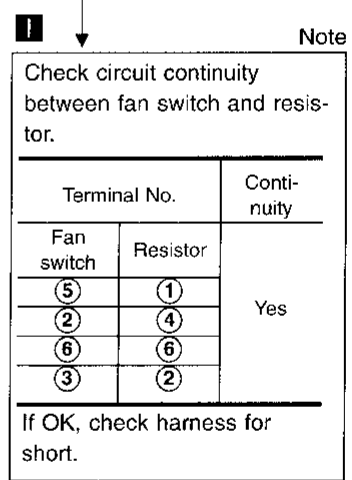 I
Note
Check circuit continuity
between fan switch and resis-
tor.
Terminal No. Conti-
nuity
Fan
switch Resistor
⑤ ①
② ④
⑥ ⑥
③ ②
Yes
If OK, check harness for
short.